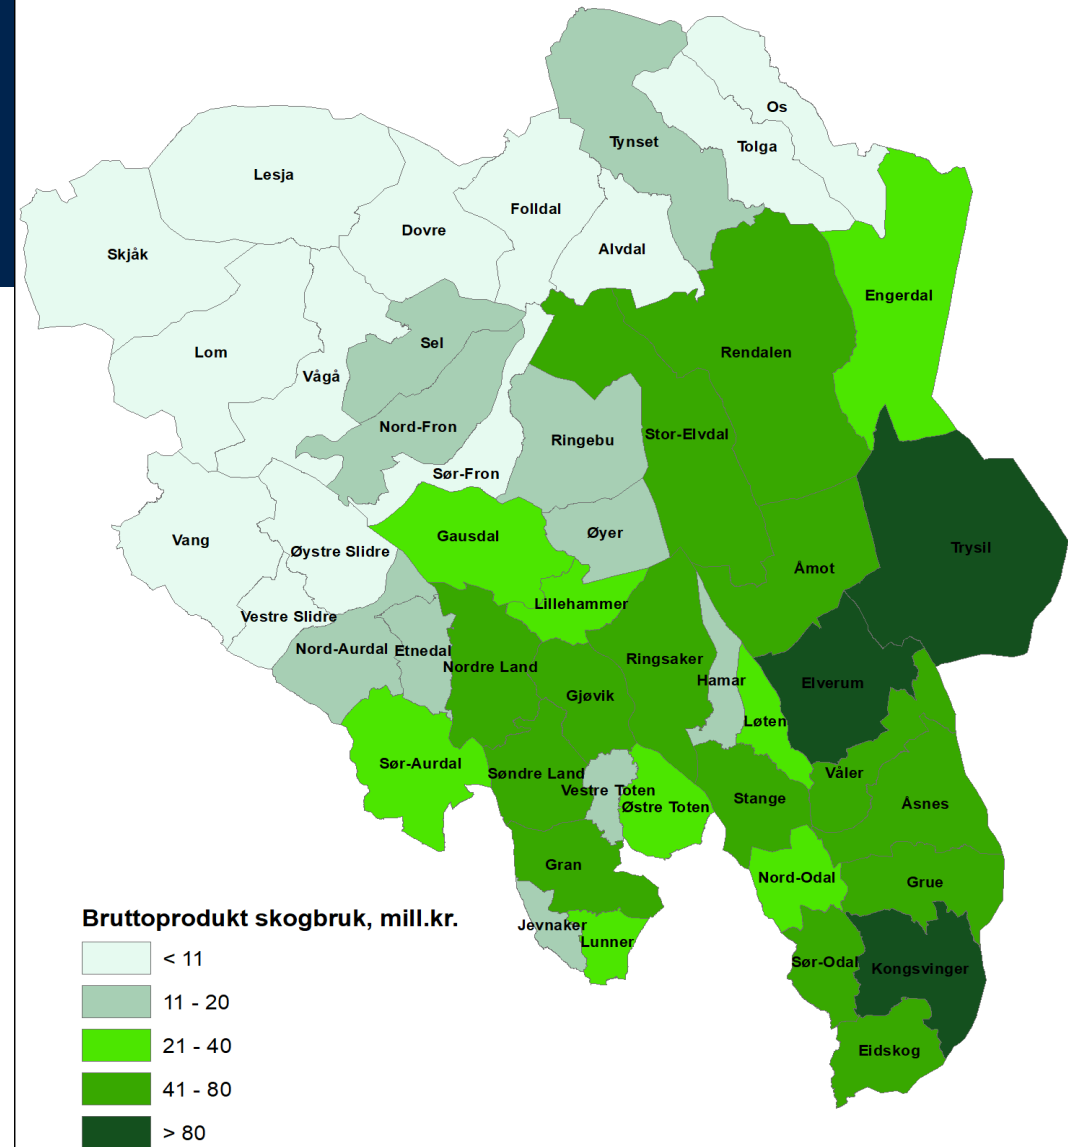 Os
Tynset
Tolga
Lesja
Folldal
Dovre
Alvdal
Skjåk
Engerdal
Sel
Lom
Rendalen
Vågå
Nord-Fron
Stor-Elvdal
Ringebu
Sør-Fron
Gausdal
Øyer
Vang
Trysil
Øystre Slidre
Åmot
Lillehammer
Vestre Slidre
Nord-Aurdal
Etnedal
Ringsaker
Nordre Land
Hamar
Elverum
Gjøvik
Løten
Sør-Aurdal
Søndre Land
Våler
Vestre Toten
Stange
Østre Toten
Åsnes
Gran
Nord-Odal
Grue
Jevnaker
Lunner
Sør-Odal
Kongsvinger
Eidskog
Bruttoprodukt skogbruk, mill.kr.
< 11
11 - 20
21 - 40
41 - 80
> 80